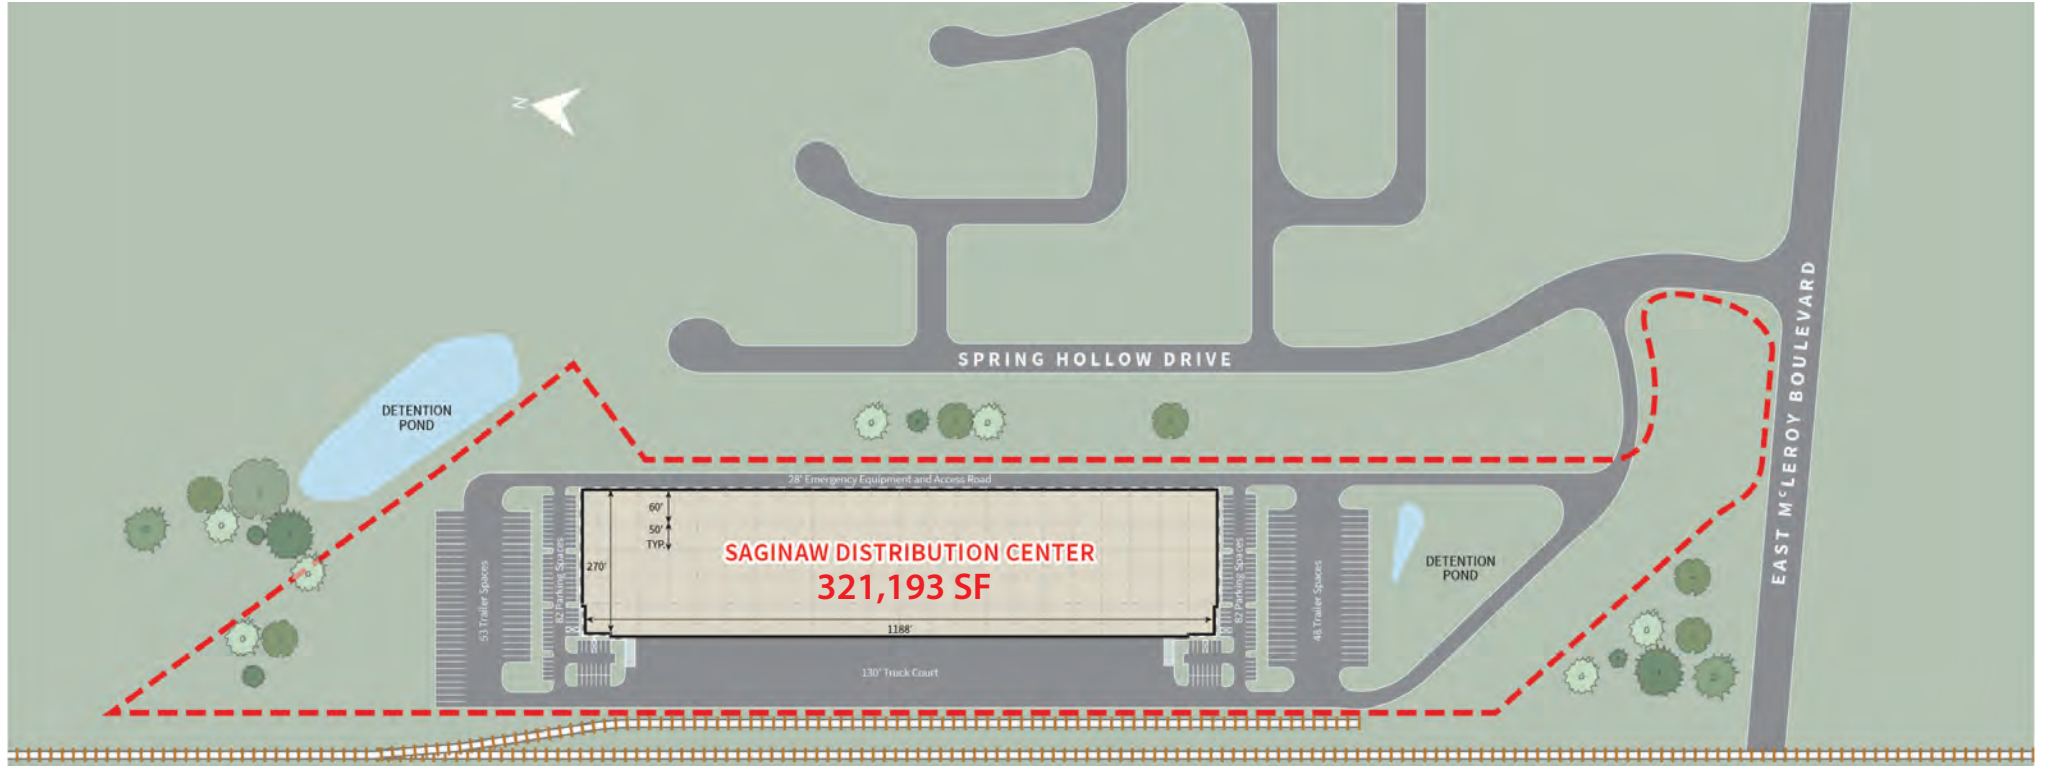 N
SPRING HOLLOW DRIVE
EAST McLEROY BOULEVARD
DETENTION
POND
28' Emergency Equipment and Access Road
60'
50'
TYP.
270'
SAGINAW DISTRIBUTION CENTER
321,193 SF
1188'
53 Trailer Spaces
82 Parking Spaces
82 Parking Spaces
48 Trailer Spaces
DETENTION
POND
130' Truck Court